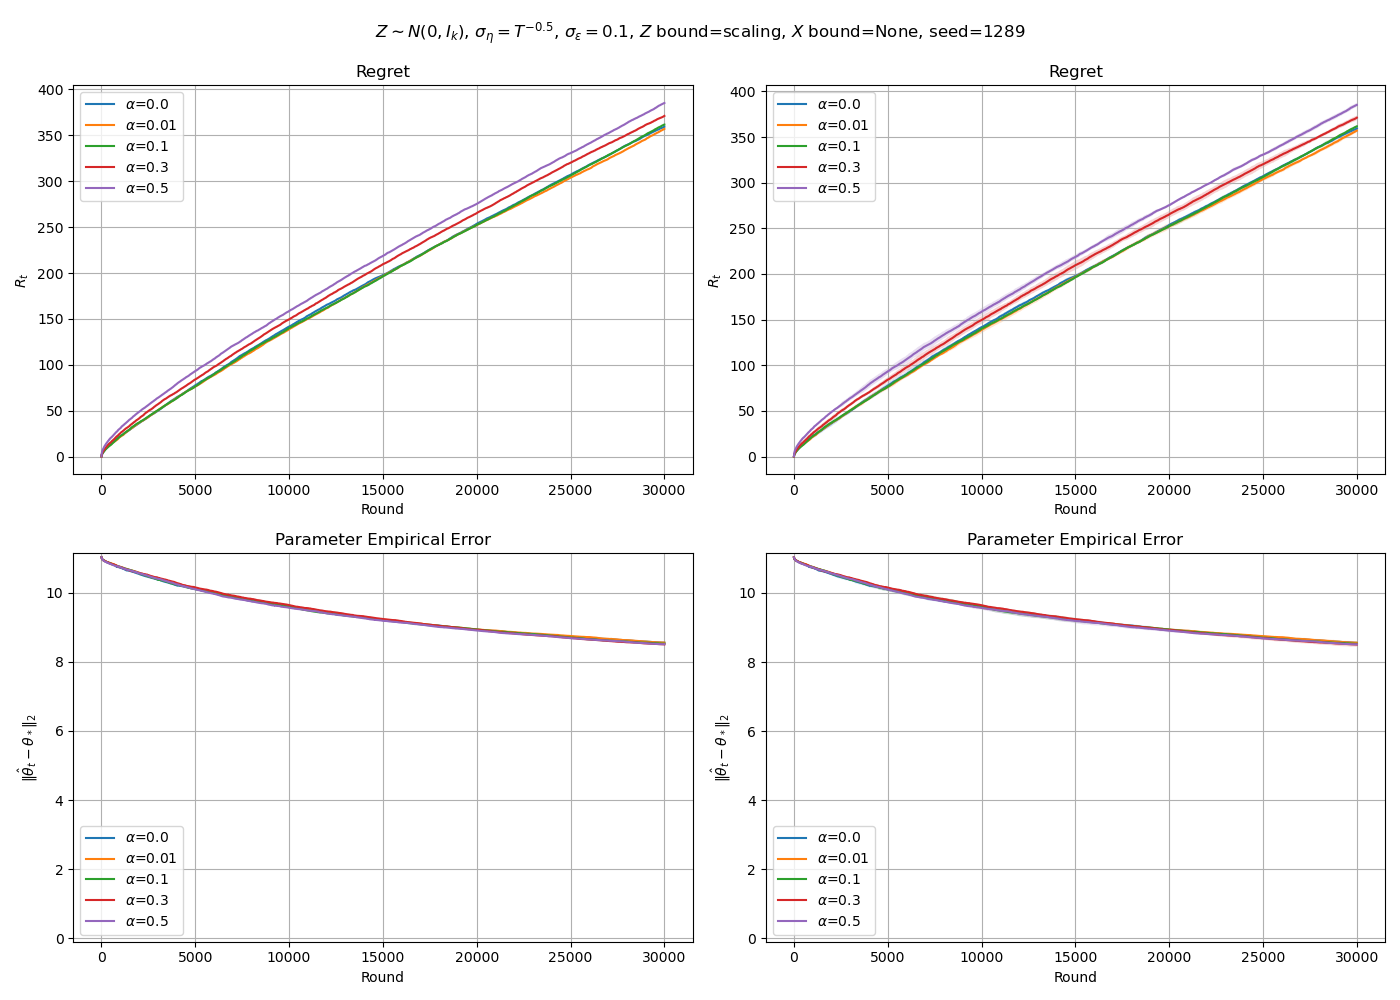 Z ∼ N(0, I_k), σ_η = T^{−0.5}, σ_ε = 0.1, Z bound=scaling, X bound=None, seed=1289
Regret
R_t
400
350
300
250
200
150
100
50
0
α=0.0
α=0.01
α=0.1
α=0.3
α=0.5
0 5000 10000 15000 20000 25000 30000
Round
Regret
R_t
400
350
300
250
200
150
100
50
0
α=0.0
α=0.01
α=0.1
α=0.3
α=0.5
0 5000 10000 15000 20000 25000 30000
Round
Parameter Empirical Error
‖θ̂_t − θ_*‖_2
10
8
6
4
2
0
α=0.0
α=0.01
α=0.1
α=0.3
α=0.5
0 5000 10000 15000 20000 25000 30000
Round
Parameter Empirical Error
‖θ̂_t − θ_*‖_2
10
8
6
4
2
0
α=0.0
α=0.01
α=0.1
α=0.3
α=0.5
0 5000 10000 15000 20000 25000 30000
Round